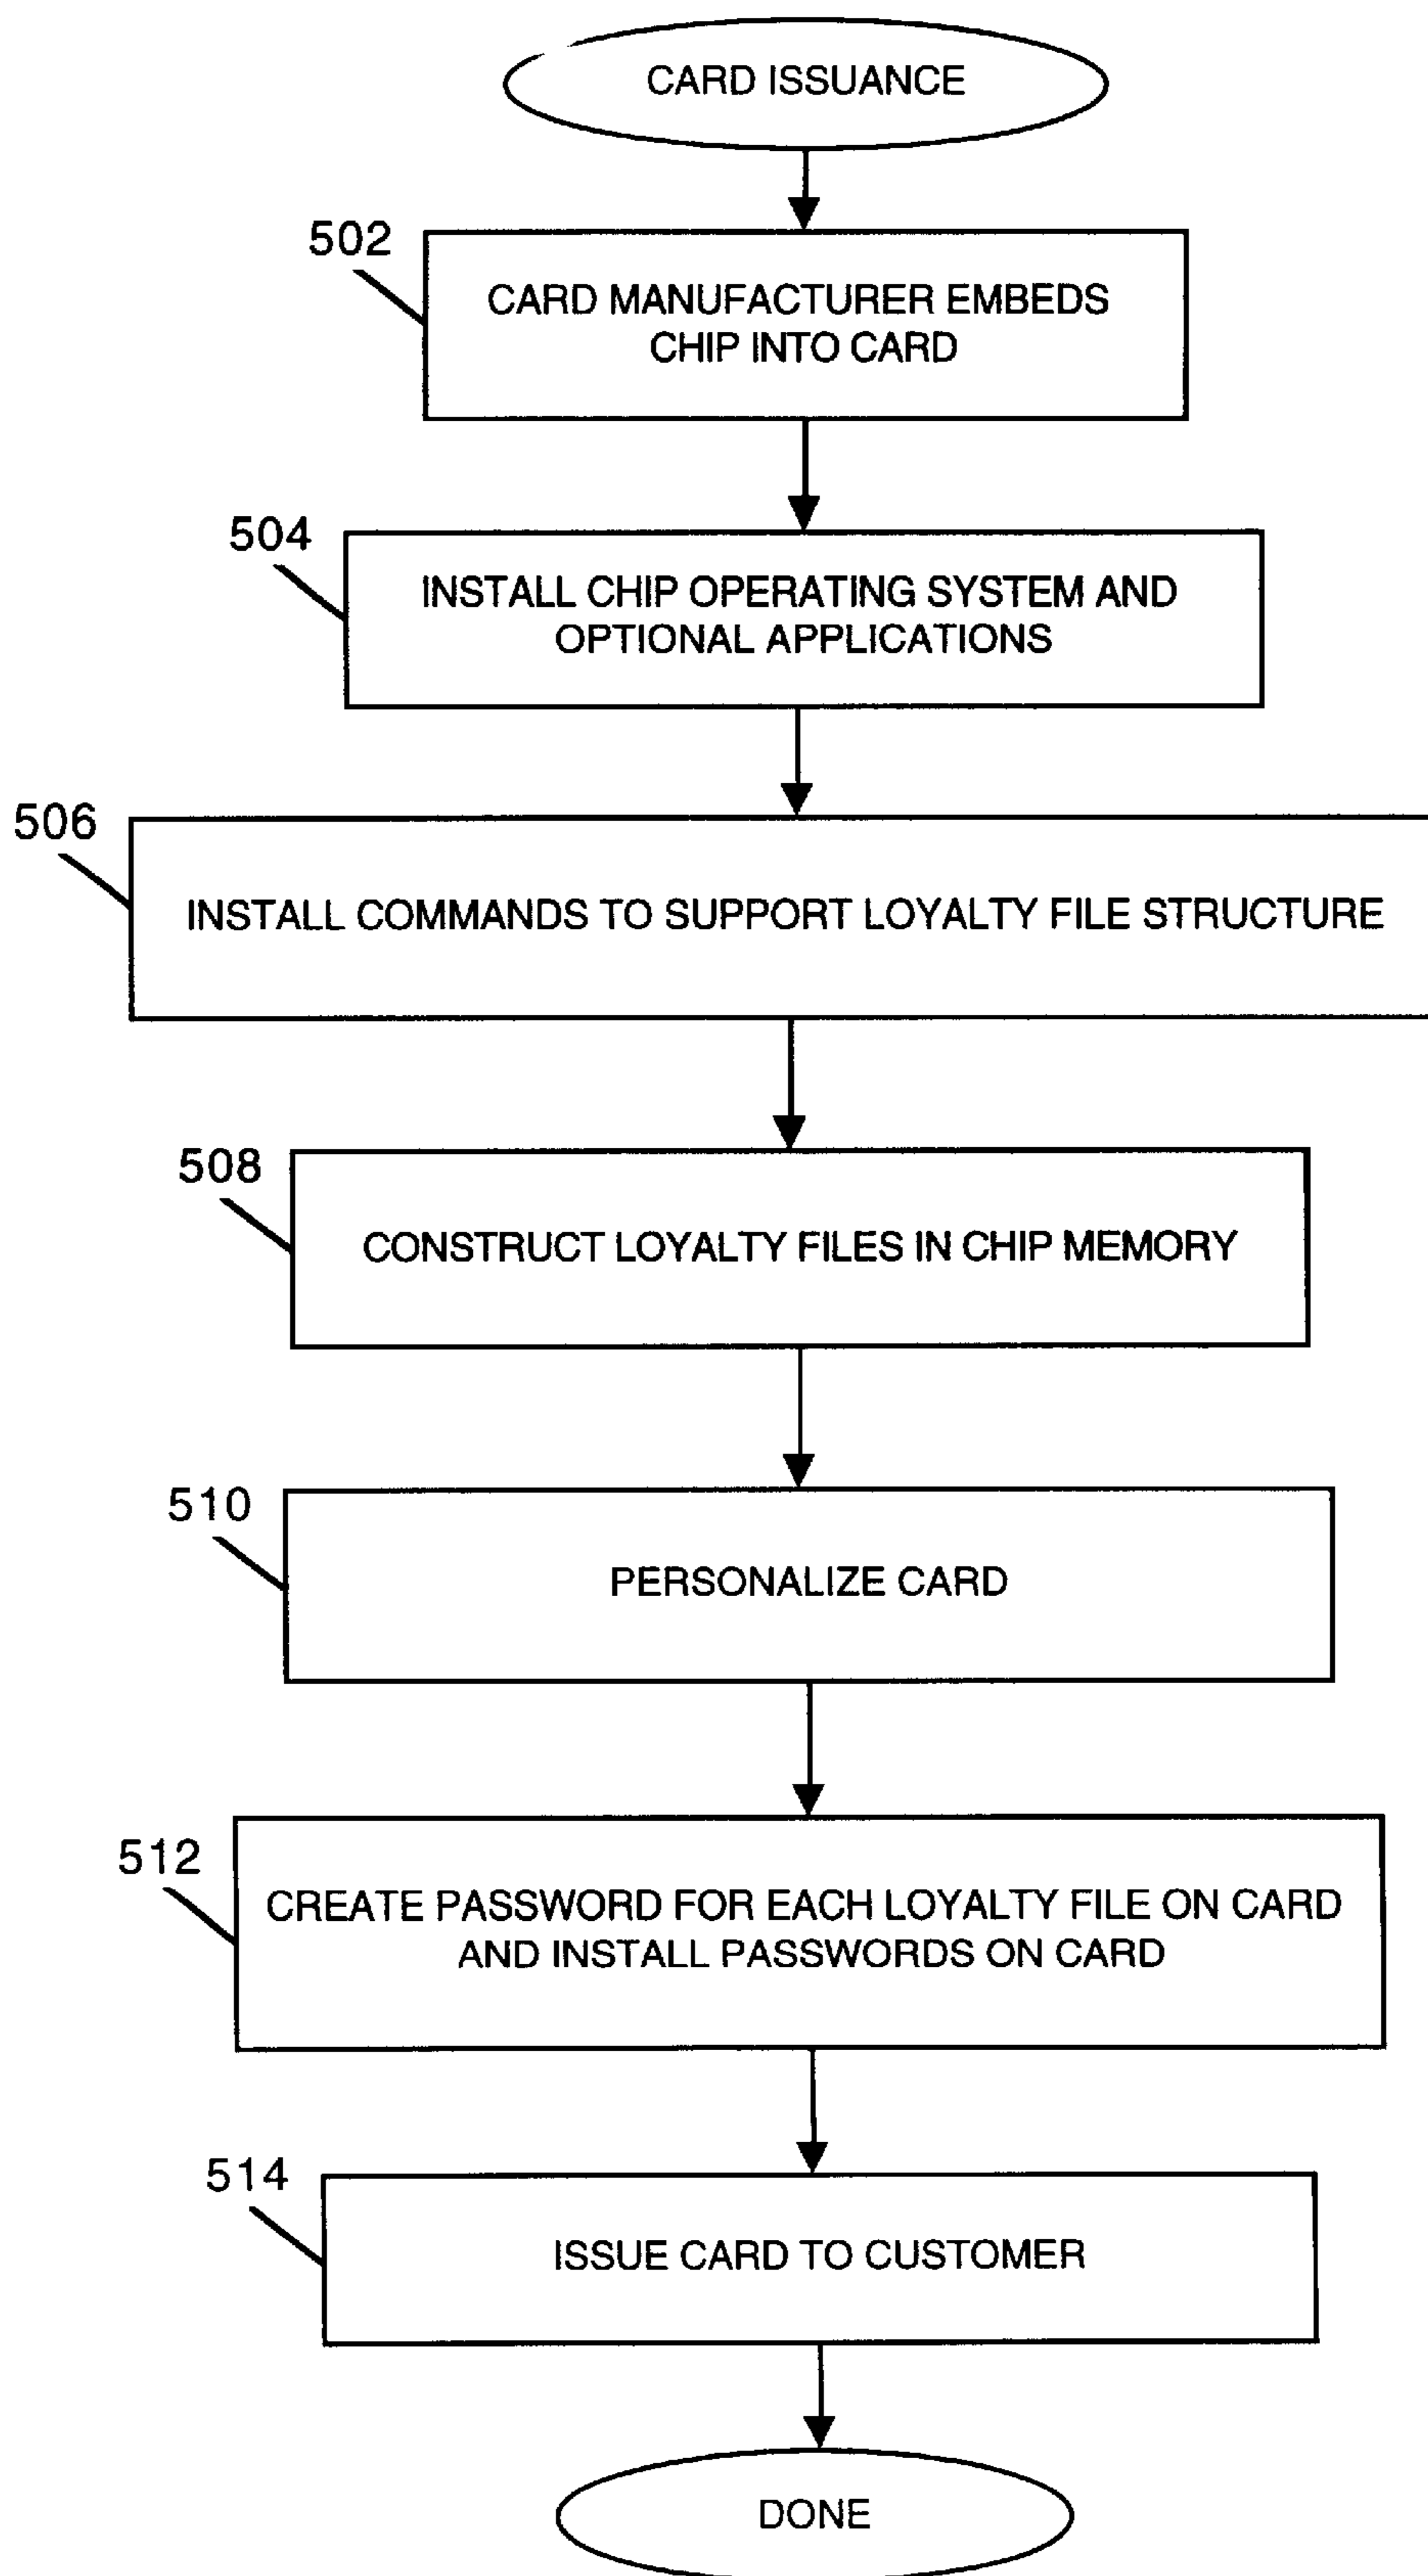 CARD ISSUANCE
502
CARD MANUFACTURER EMBEDS
CHIP INTO CARD
504
INSTALL CHIP OPERATING SYSTEM AND
OPTIONAL APPLICATIONS
506
INSTALL COMMANDS TO SUPPORT LOYALTY FILE STRUCTURE
508
CONSTRUCT LOYALTY FILES IN CHIP MEMORY
510
PERSONALIZE CARD
512
CREATE PASSWORD FOR EACH LOYALTY FILE ON CARD
AND INSTALL PASSWORDS ON CARD
514
ISSUE CARD TO CUSTOMER
DONE